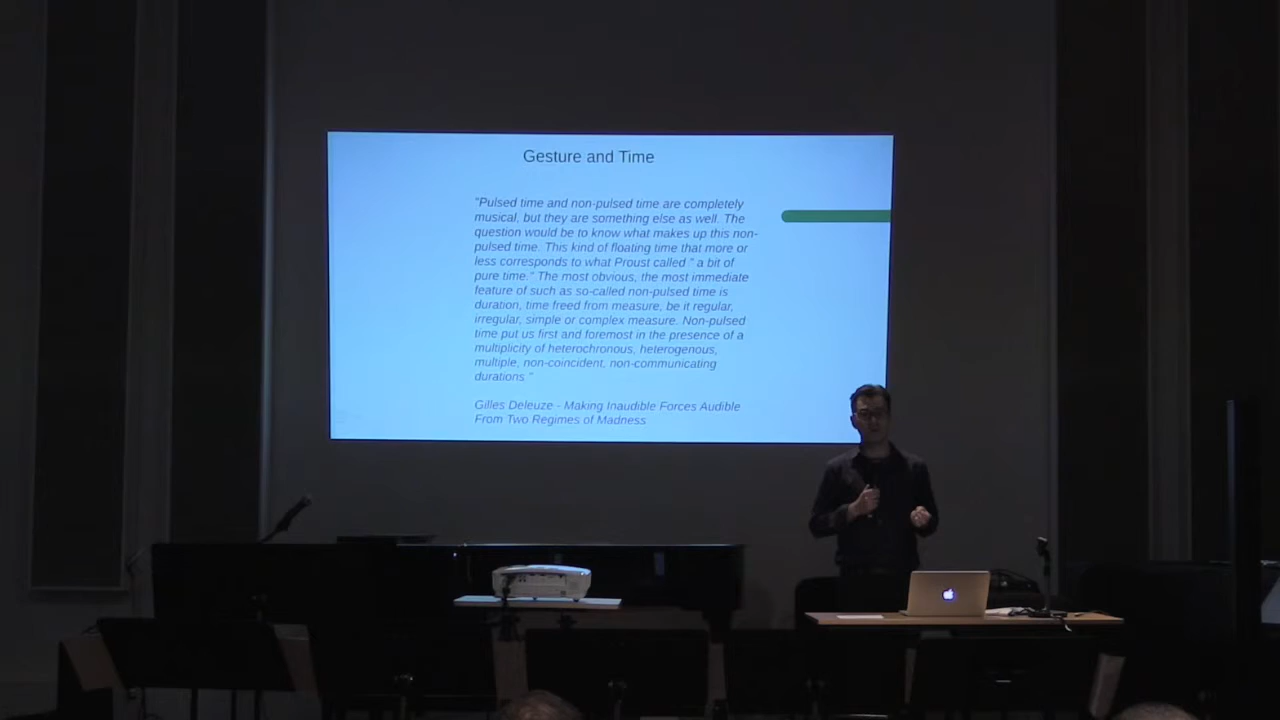 Gesture and Time
"Pulsed time and non-pulsed time are completely
musical, but they are something else as well. The
question would be to know what makes up this non-
pulsed time. This kind of floating time that more or
less corresponds to what Proust called " a bit of
pure time." The most obvious, the most immediate
feature of such as so-called non-pulsed time is
duration, time freed from measure, be it regular,
irregular, simple or complex measure. Non-pulsed
time put us first and foremost in the presence of a
multiplicity of heterochronous, heterogenous,
multiple, non-coincident, non-communicating
durations "
Gilles Deleuze - Making Inaudible Forces Audible
From Two Regimes of Madness